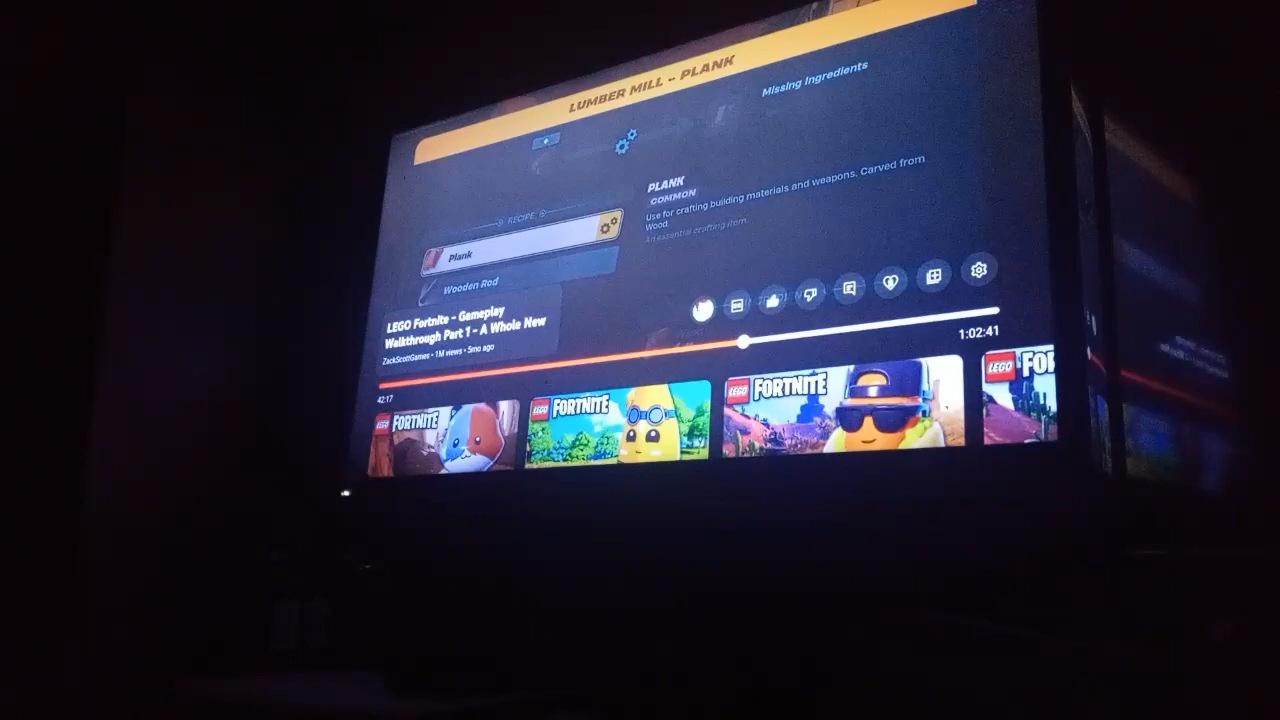 LUMBER MILL - PLANK
Missing Ingredients
RECIPE
Plank
Wooden Rod
PLANK
COMMON
Use for crafting building materials and weapons. Carved from
Wood.
An essential crafting item.
LEGO Fortnite - Gameplay
Walkthrough Part 1 - A Whole New
ZackScottGames • 1M views • 5mo ago
42:17
1:02:41
LEGO FORTNITE
LEGO FORTNITE
LEGO FORTNITE
LEGO FOR